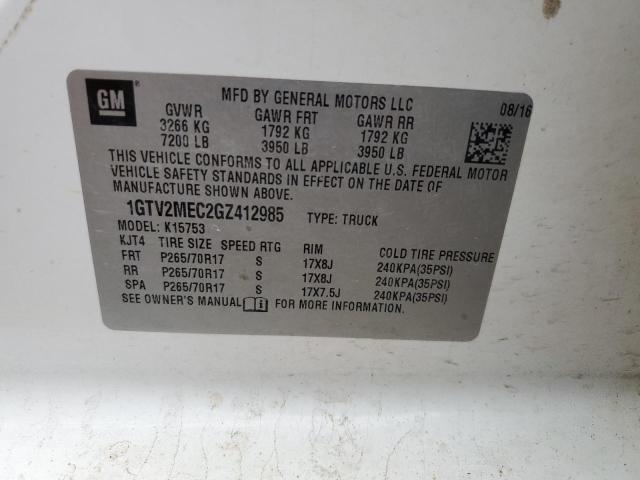 GM ®
MFD BY GENERAL MOTORS LLC
08/16
GVWR GAWR FRT GAWR RR
3266 KG 1792 KG 1792 KG
7200 LB 3950 LB 3950 LB
THIS VEHICLE CONFORMS TO ALL APPLICABLE U.S. FEDERAL MOTOR
VEHICLE SAFETY STANDARDS IN EFFECT ON THE DATE OF
MANUFACTURE SHOWN ABOVE.
1GTV2MEC2GZ412985 TYPE: TRUCK
MODEL: K15753
KJT4 TIRE SIZE SPEED RTG RIM COLD TIRE PRESSURE
FRT P265/70R17 S 17X8J 240KPA(35PSI)
RR P265/70R17 S 17X8J 240KPA(35PSI)
SPA P265/70R17 S 17X7.5J 240KPA(35PSI)
SEE OWNER'S MANUAL FOR MORE INFORMATION.